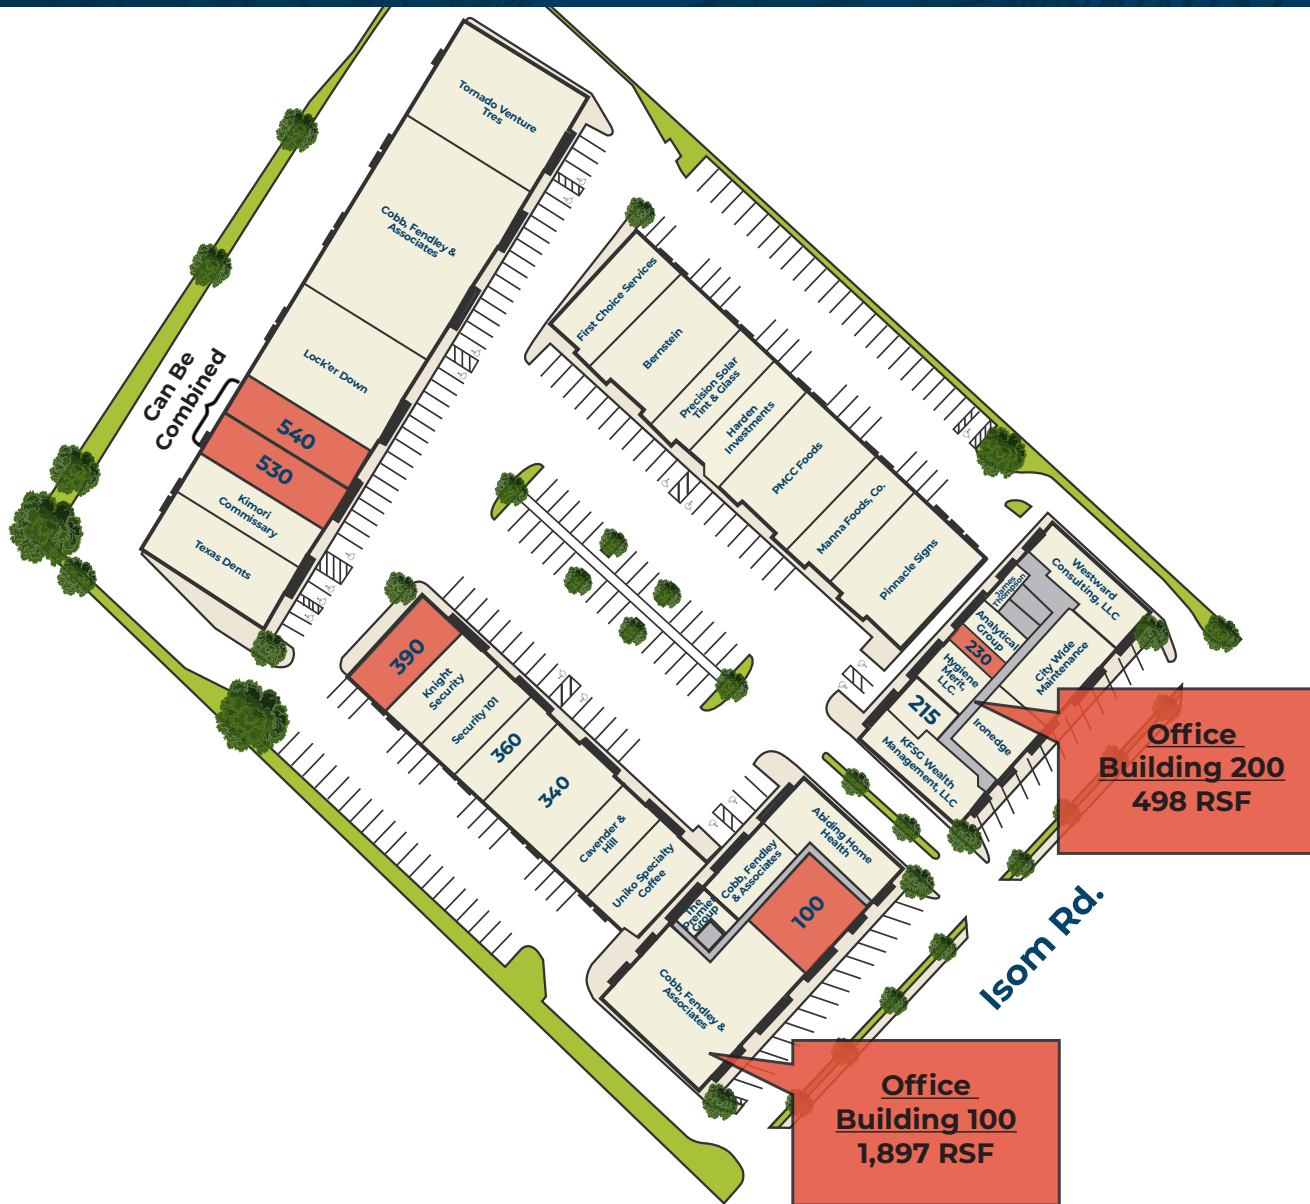 Tornado Venture
Tres
Cobb, Fendley &
Associates
Lock'er Down
Can Be
Combined
540
530
Kimori
Commissary
Texas Dents
First Choice Services
Bernstein
Precision Solar
Tint & Glass
Harden
Investments
PMCC Foods
Manna Foods, Co.
Pinnacle Signs
390
Knight
Security
Security 101
360
340
Cavender &
Hill
Uniko Specialty
Coffee
Westward
Consulting, LLC
James
Thompson
Analytical
Group
230
Hygiene
Merit,
LLC.
City Wide
Maintenance
215
Ironedge
KFSG Wealth
Management, LLC
Office
Building 200
498 RSF
Abiding Home
Health
Cobb, Fendley
& Associates
The
Premier
Group
100
Cobb, Fendley &
Associates
Isom Rd.
Office
Building 100
1,897 RSF